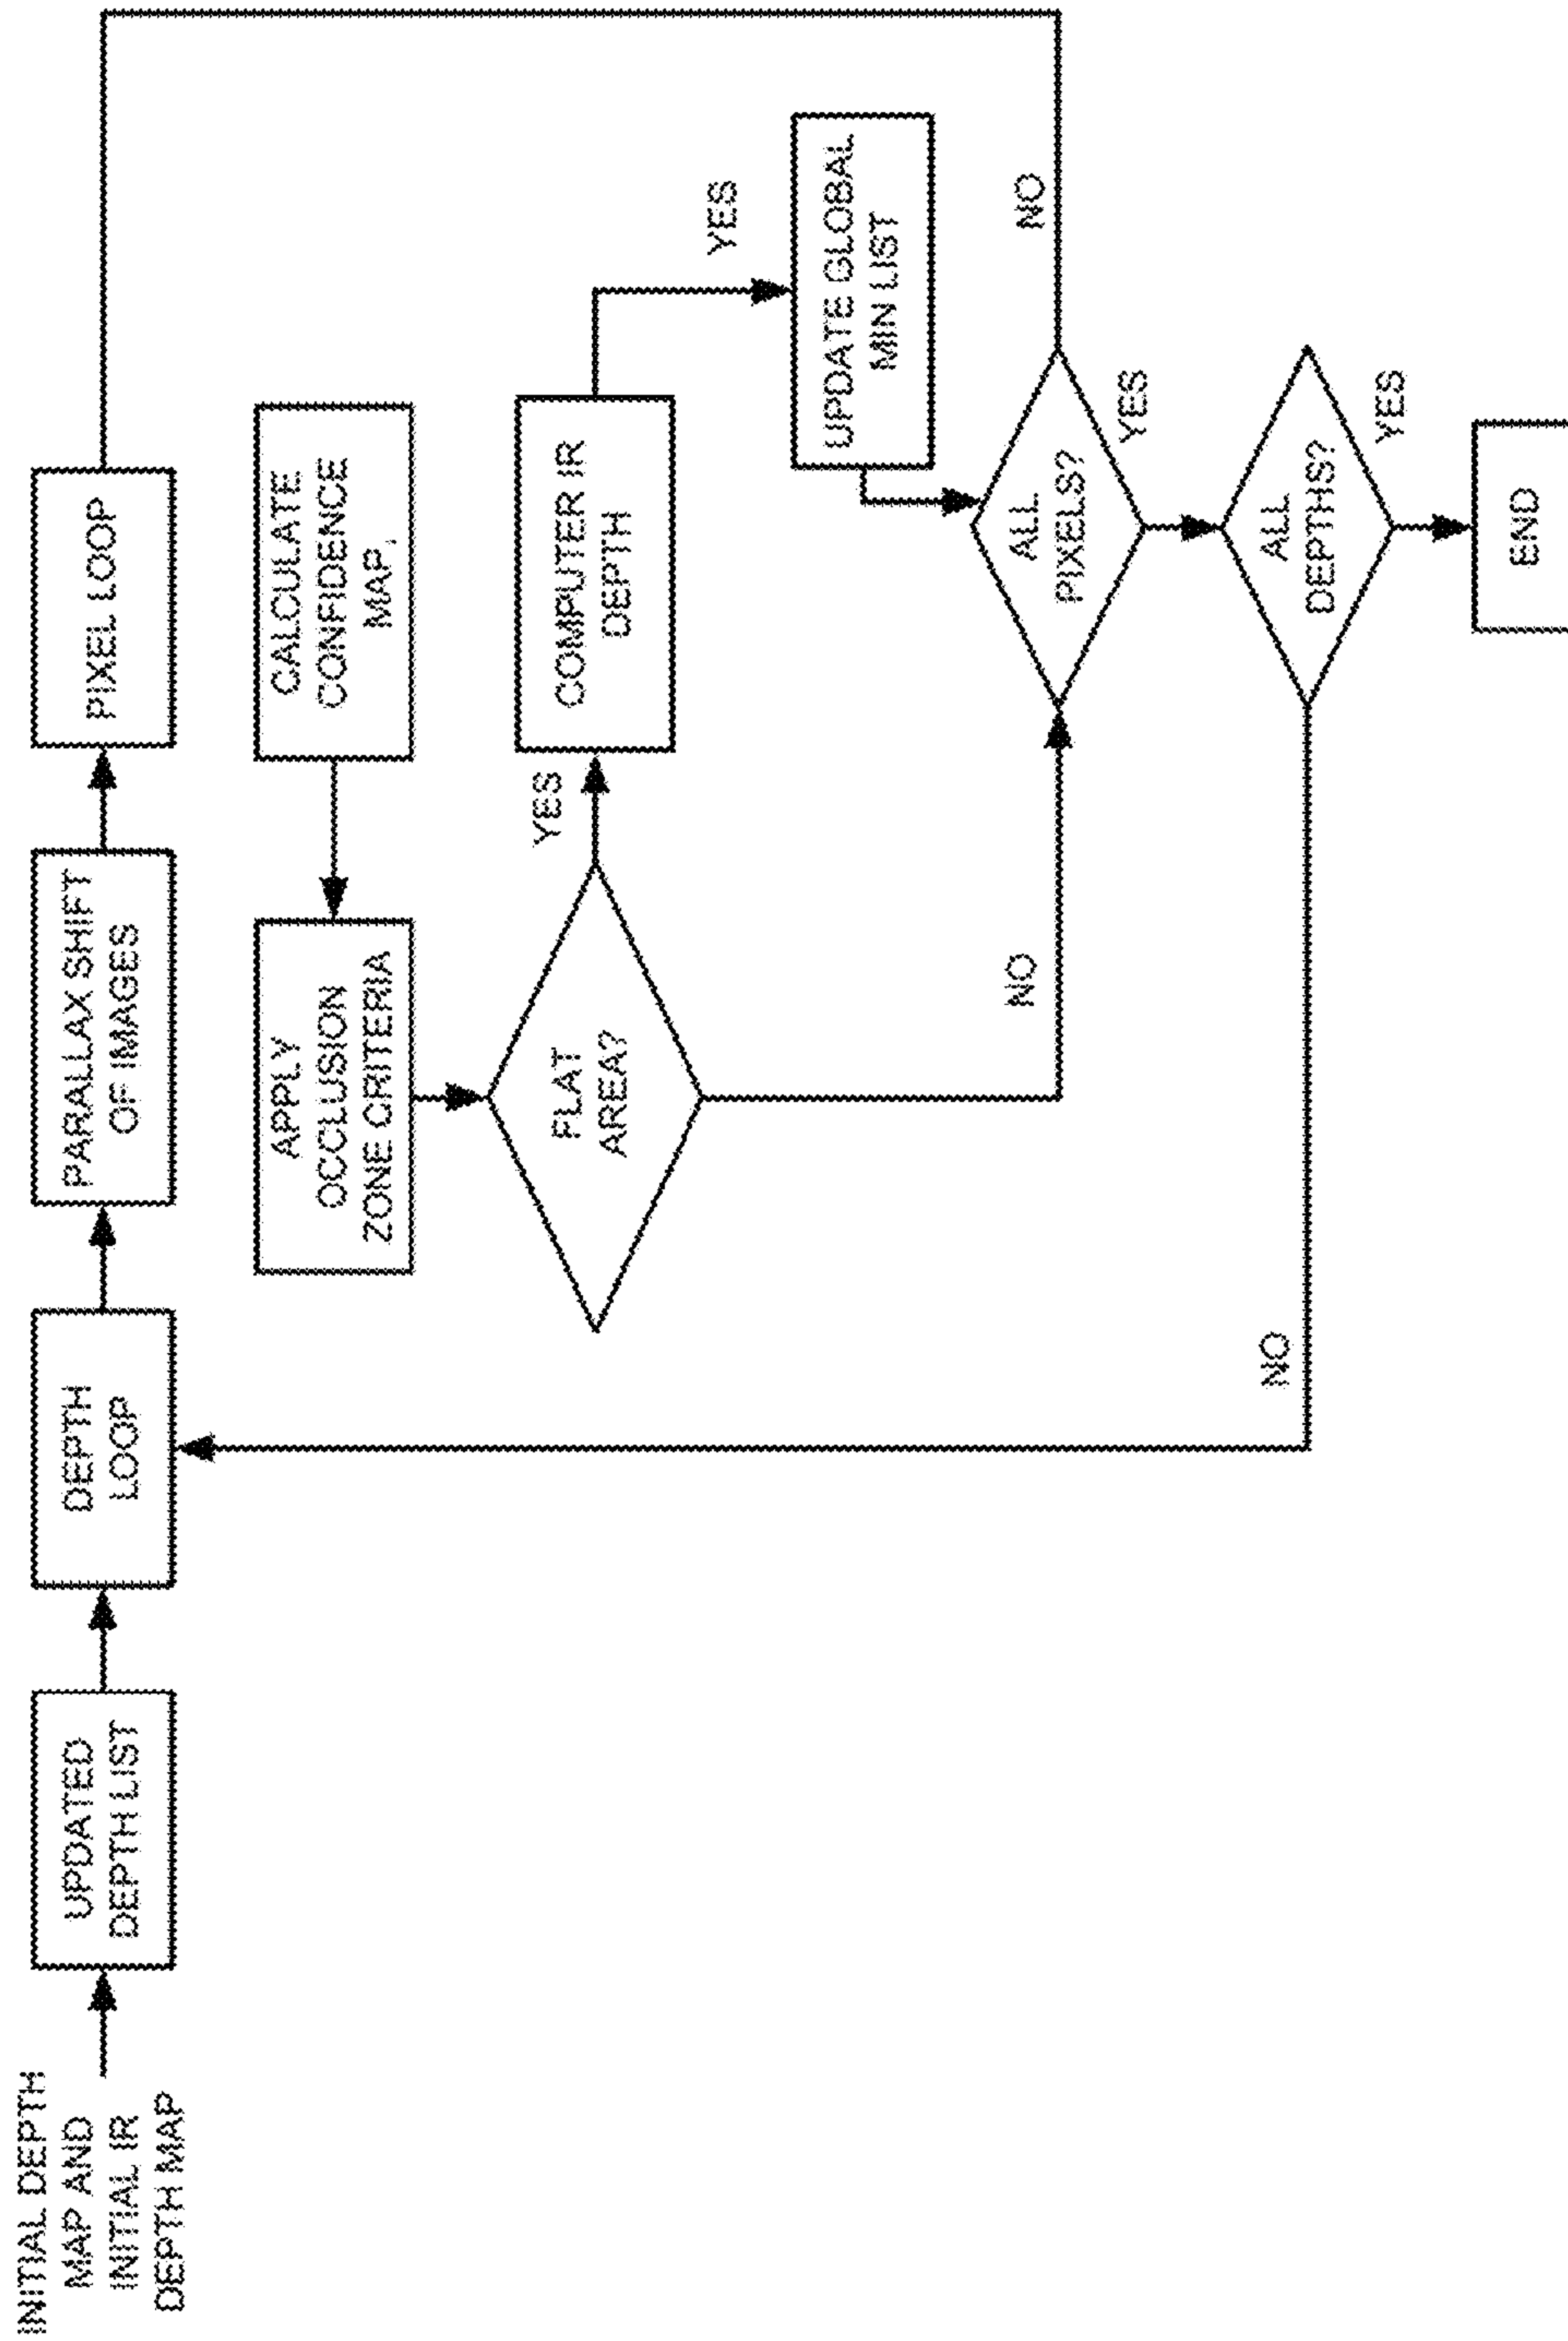 INITIAL DEPTH
MAP AND
INITIAL IR
DEPTH MAP
UPDATED
DEPTH LIST
DEPTH
LOOP
PARALLAX SHIFT
OF IMAGES
PIXEL LOOP
CALCULATE
CONFIDENCE
MAP,
APPLY
OCCLUSION
ZONE CRITERIA
FLAT
AREA?
YES
COMPUTER IR
DEPTH
YES
UPDATE GLOBAL
MIN LIST
NO
ALL
PIXELS?
NO
YES
ALL
DEPTHS?
NO
YES
END